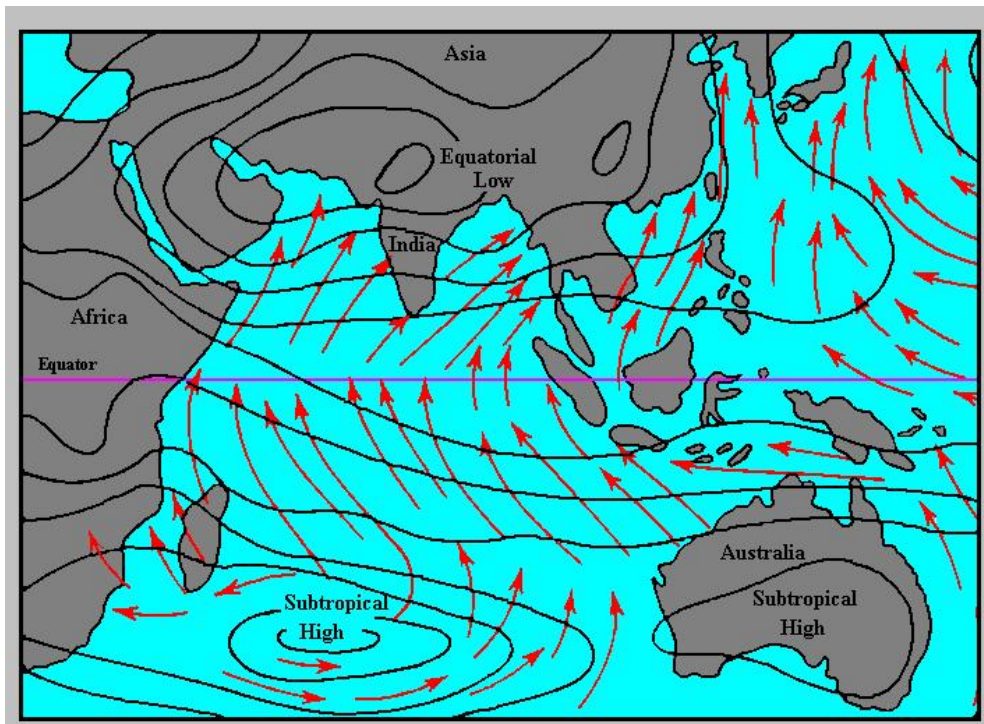 Asia
Equatorial
Low
India
Africa
Equator
Australia
Subtropical
High
Subtropical
High